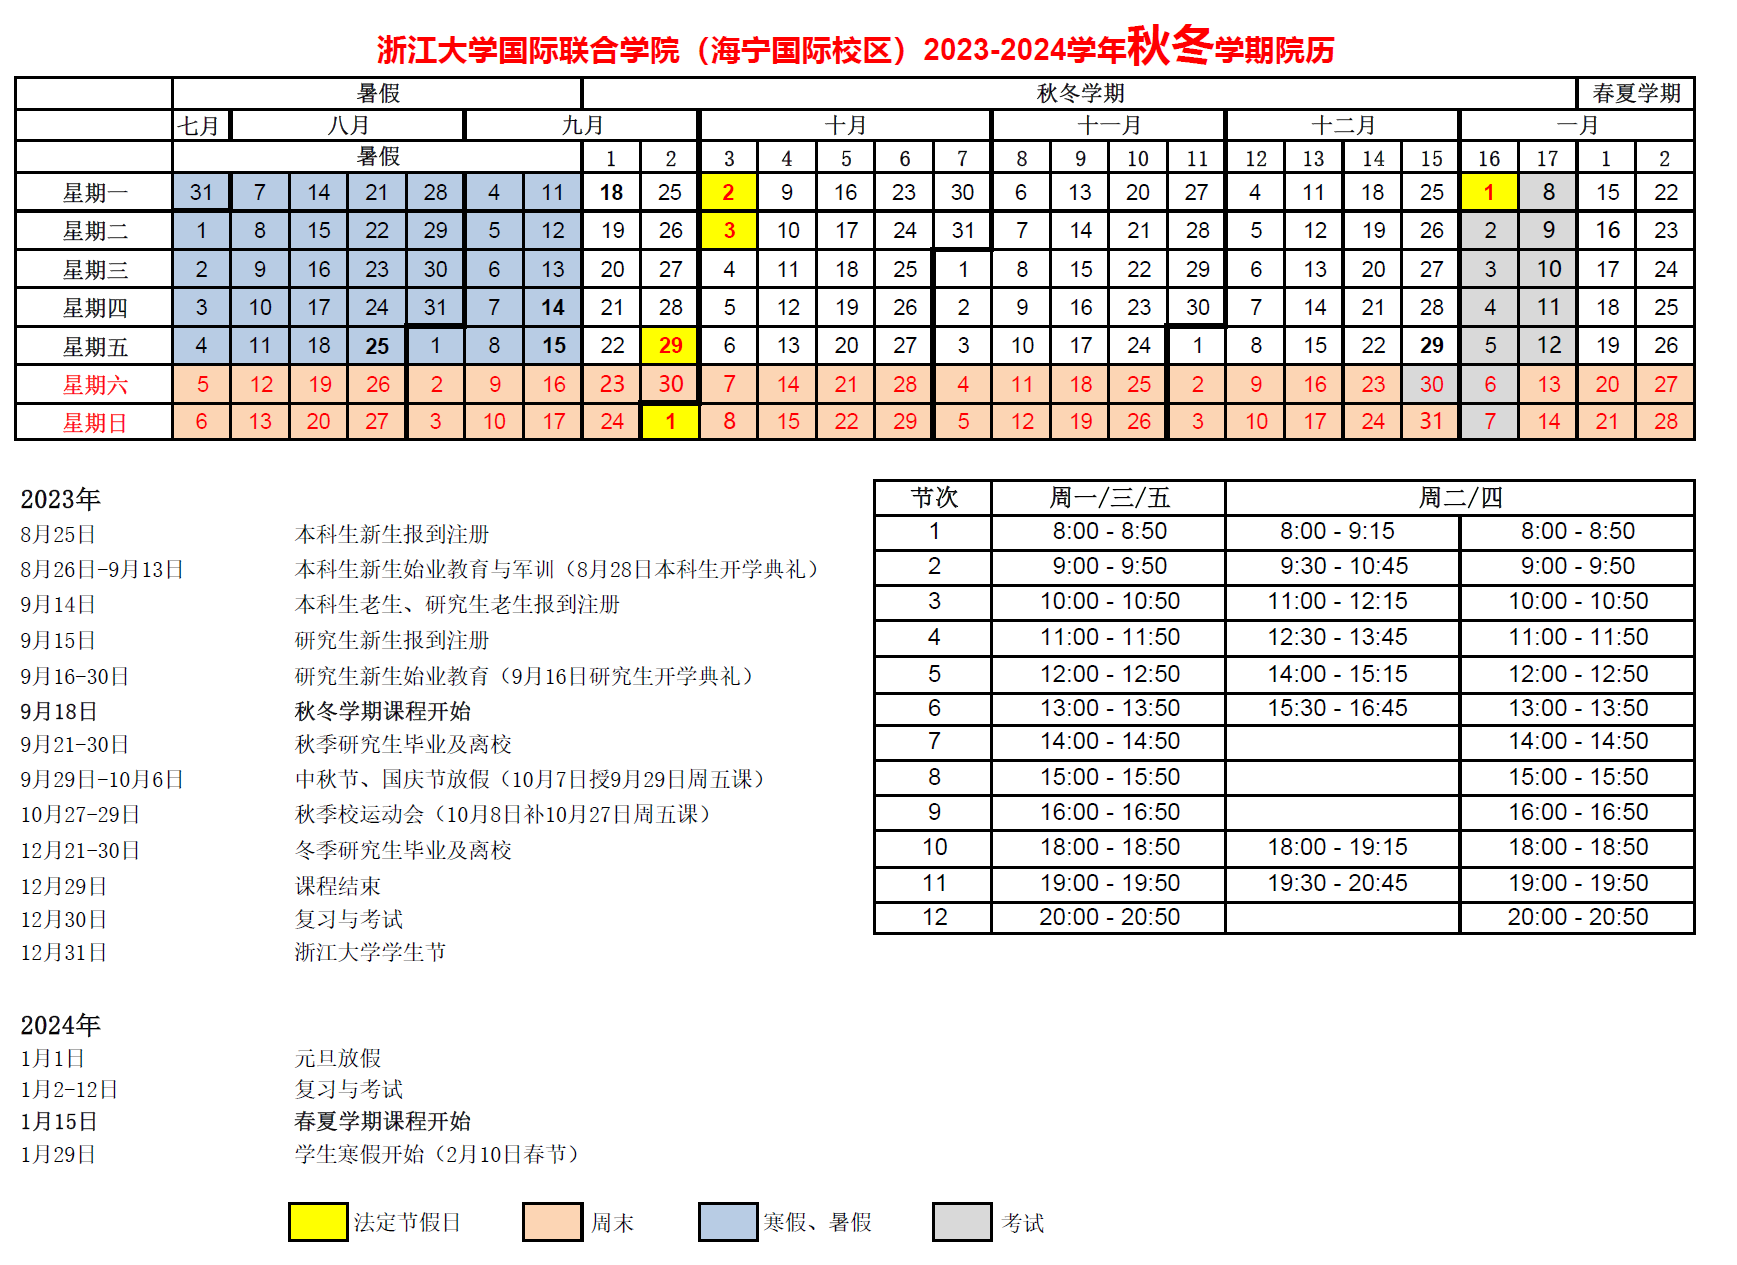 浙江大学国际联合学院（海宁国际校区）2023-2024学年秋冬学期院历
暑假 秋冬学期 春夏学期
七月 八月 九月 十月 十一月 十二月 一月
暑假 1 2 3 4 5 6 7 8 9 10 11 12 13 14 15 16 17 1 2
星期一 31 7 14 21 28 4 11 18 25 2 9 16 23 30 6 13 20 27 4 11 18 25 1 8 15 22
星期二 1 8 15 22 29 5 12 19 26 3 10 17 24 31 7 14 21 28 5 12 19 26 2 9 16 23
星期三 2 9 16 23 30 6 13 20 27 4 11 18 25 1 8 15 22 29 6 13 20 27 3 10 17 24
星期四 3 10 17 24 31 7 14 21 28 5 12 19 26 2 9 16 23 30 7 14 21 28 4 11 18 25
星期五 4 11 18 25 1 8 15 22 29 6 13 20 27 3 10 17 24 1 8 15 22 29 5 12 19 26
星期六 5 12 19 26 2 9 16 23 30 7 14 21 28 4 11 18 25 2 9 16 23 30 6 13 20 27
星期日 6 13 20 27 3 10 17 24 1 8 15 22 29 5 12 19 26 3 10 17 24 31 7 14 21 28
2023年
8月25日 本科生新生报到注册
8月26日-9月13日 本科生新生始业教育与军训（8月28日本科生开学典礼）
9月14日 本科生老生、研究生老生报到注册
9月15日 研究生新生报到注册
9月16-30日 研究生新生始业教育（9月16日研究生开学典礼）
9月18日 秋冬学期课程开始
9月21-30日 秋季研究生毕业及离校
9月29日-10月6日 中秋节、国庆节放假（10月7日授9月29日周五课）
10月27-29日 秋季校运动会（10月8日补10月27日周五课）
12月21-30日 冬季研究生毕业及离校
12月29日 课程结束
12月30日 复习与考试
12月31日 浙江大学学生节
2024年
1月1日 元旦放假
1月2-12日 复习与考试
1月15日 春夏学期课程开始
1月29日 学生寒假开始（2月10日春节）
节次 周一/三/五 周二/四
1 8:00 - 8:50 8:00 - 9:15 8:00 - 8:50
2 9:00 - 9:50 9:30 - 10:45 9:00 - 9:50
3 10:00 - 10:50 11:00 - 12:15 10:00 - 10:50
4 11:00 - 11:50 12:30 - 13:45 11:00 - 11:50
5 12:00 - 12:50 14:00 - 15:15 12:00 - 12:50
6 13:00 - 13:50 15:30 - 16:45 13:00 - 13:50
7 14:00 - 14:50 14:00 - 14:50
8 15:00 - 15:50 15:00 - 15:50
9 16:00 - 16:50 16:00 - 16:50
10 18:00 - 18:50 18:00 - 19:15 18:00 - 18:50
11 19:00 - 19:50 19:30 - 20:45 19:00 - 19:50
12 20:00 - 20:50 20:00 - 20:50
法定节假日 周末 寒假、暑假 考试